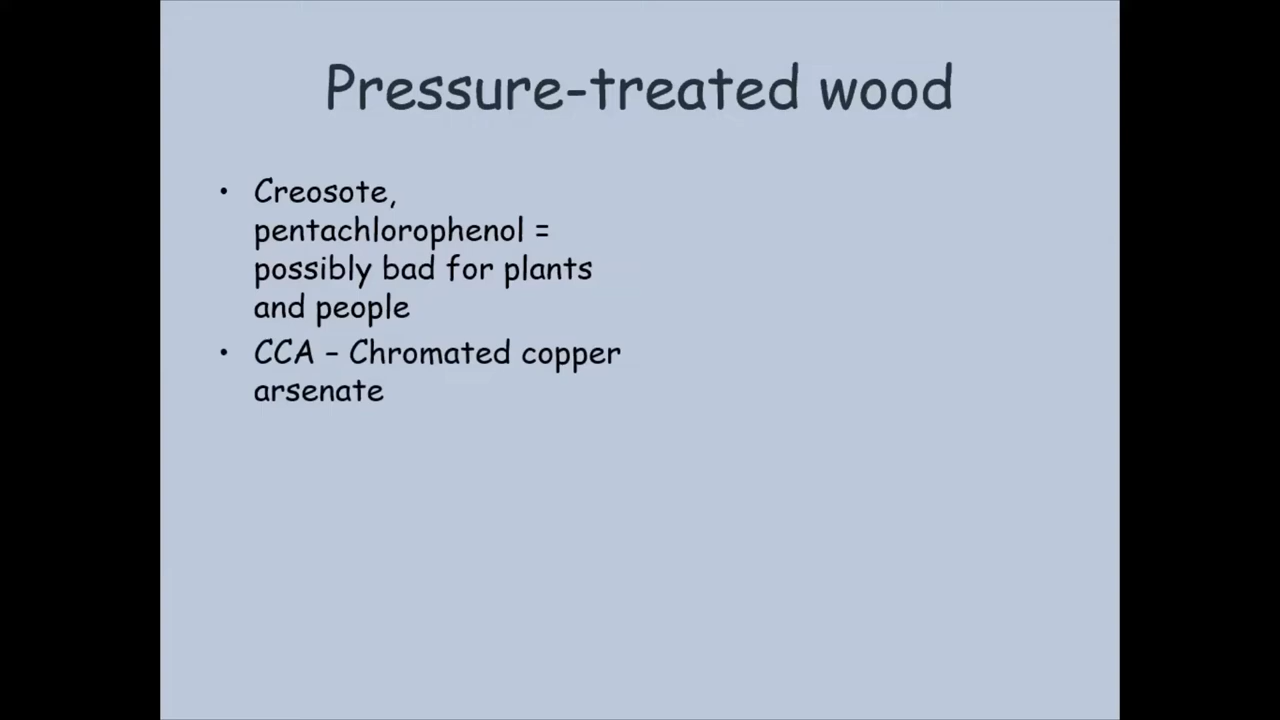 Pressure-treated wood
• Creosote,
pentachlorophenol =
possibly bad for plants
and people
• CCA – Chromated copper
arsenate